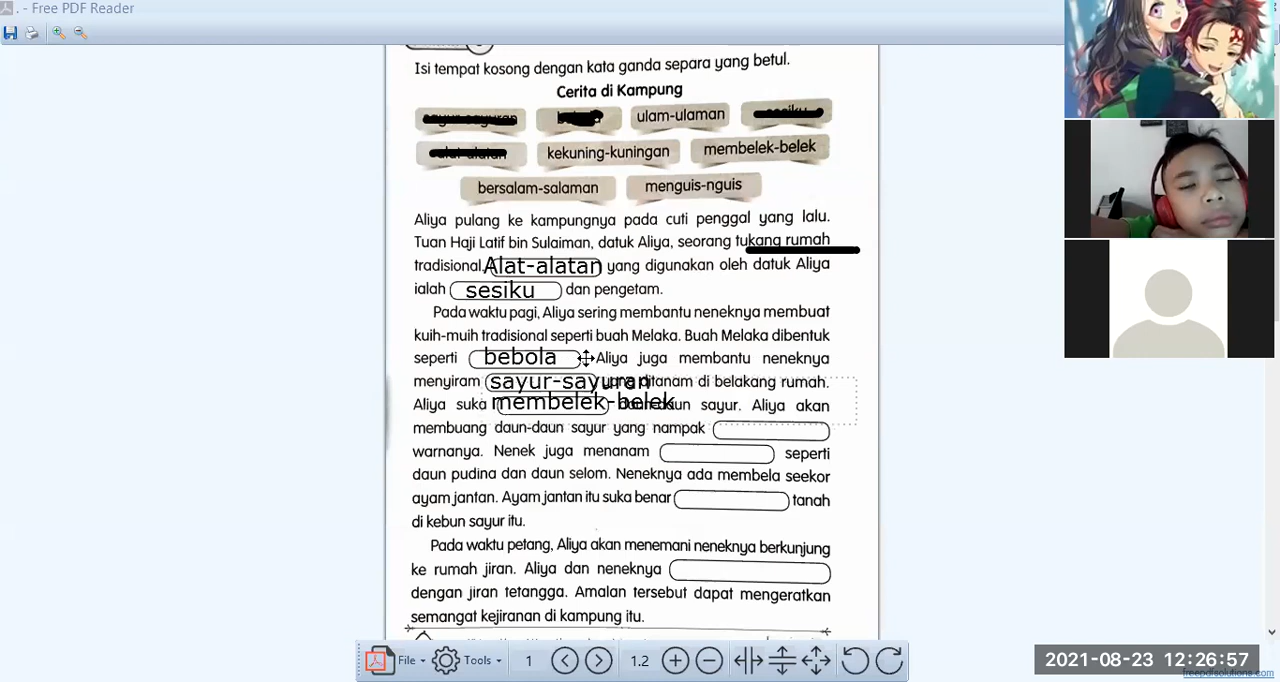 . - Free PDF Reader
Isi tempat kosong dengan kata ganda separa yang betul.
Cerita di Kampung
ulam-ulaman
kekuning-kuningan membelek-belek
bersalam-salaman menguis-nguis
Aliya pulang ke kampungnya pada cuti penggal yang lalu.
Tuan Haji Latif bin Sulaiman, datuk Aliya, seorang tukang rumah
tradisional. Alat-alatan yang digunakan oleh datuk Aliya
ialah sesiku dan pengetam.
Pada waktu pagi, Aliya sering membantu neneknya membuat
kuih-muih tradisional seperti buah Melaka. Buah Melaka dibentuk
seperti bebola Aliya juga membantu neneknya
menyiram sayur-sayuran yang ditanam di belakang rumah.
Aliya suka membelek-belek daun-daun sayur. Aliya akan
membuang daun-daun sayur yang nampak
warnanya. Nenek juga menanam seperti
daun pudina dan daun selom. Neneknya ada membela seekor
ayam jantan. Ayam jantan itu suka benar tanah
di kebun sayur itu.
Pada waktu petang, Aliya akan menemani neneknya berkunjung
ke rumah jiran. Aliya dan neneknya
dengan jiran tetangga. Amalan tersebut dapat mengeratkan
semangat kejiranan di kampung itu.
File Tools 1 1.2
2021-08-23 12:26:57
freepdfsolutions.com